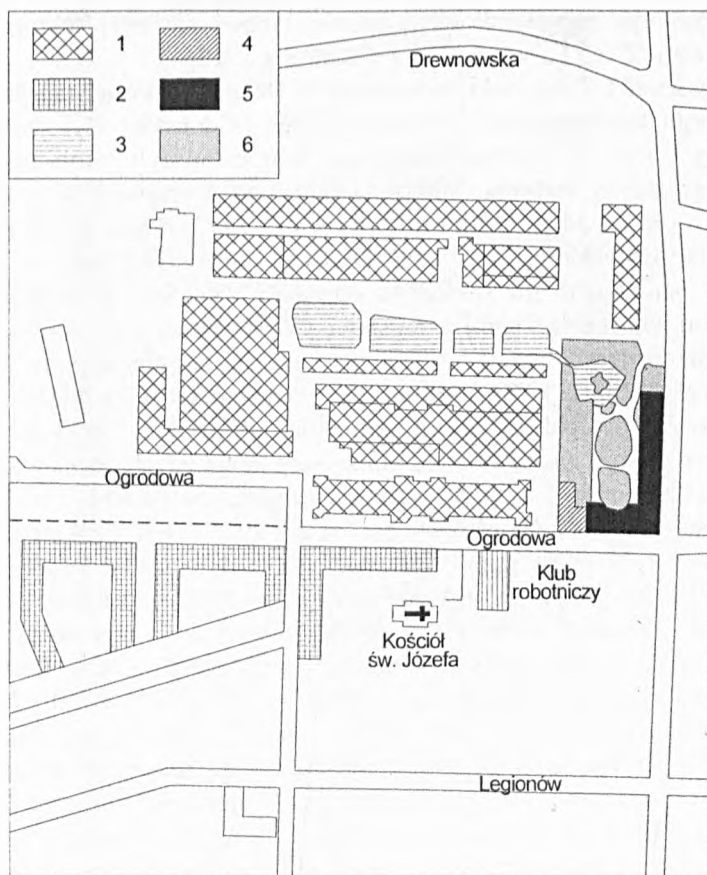 1
2
3
4
5
6
Drewnowska
Ogrodowa
Ogrodowa
Klub
robotniczy
Kościół
św. Józefa
Legionów